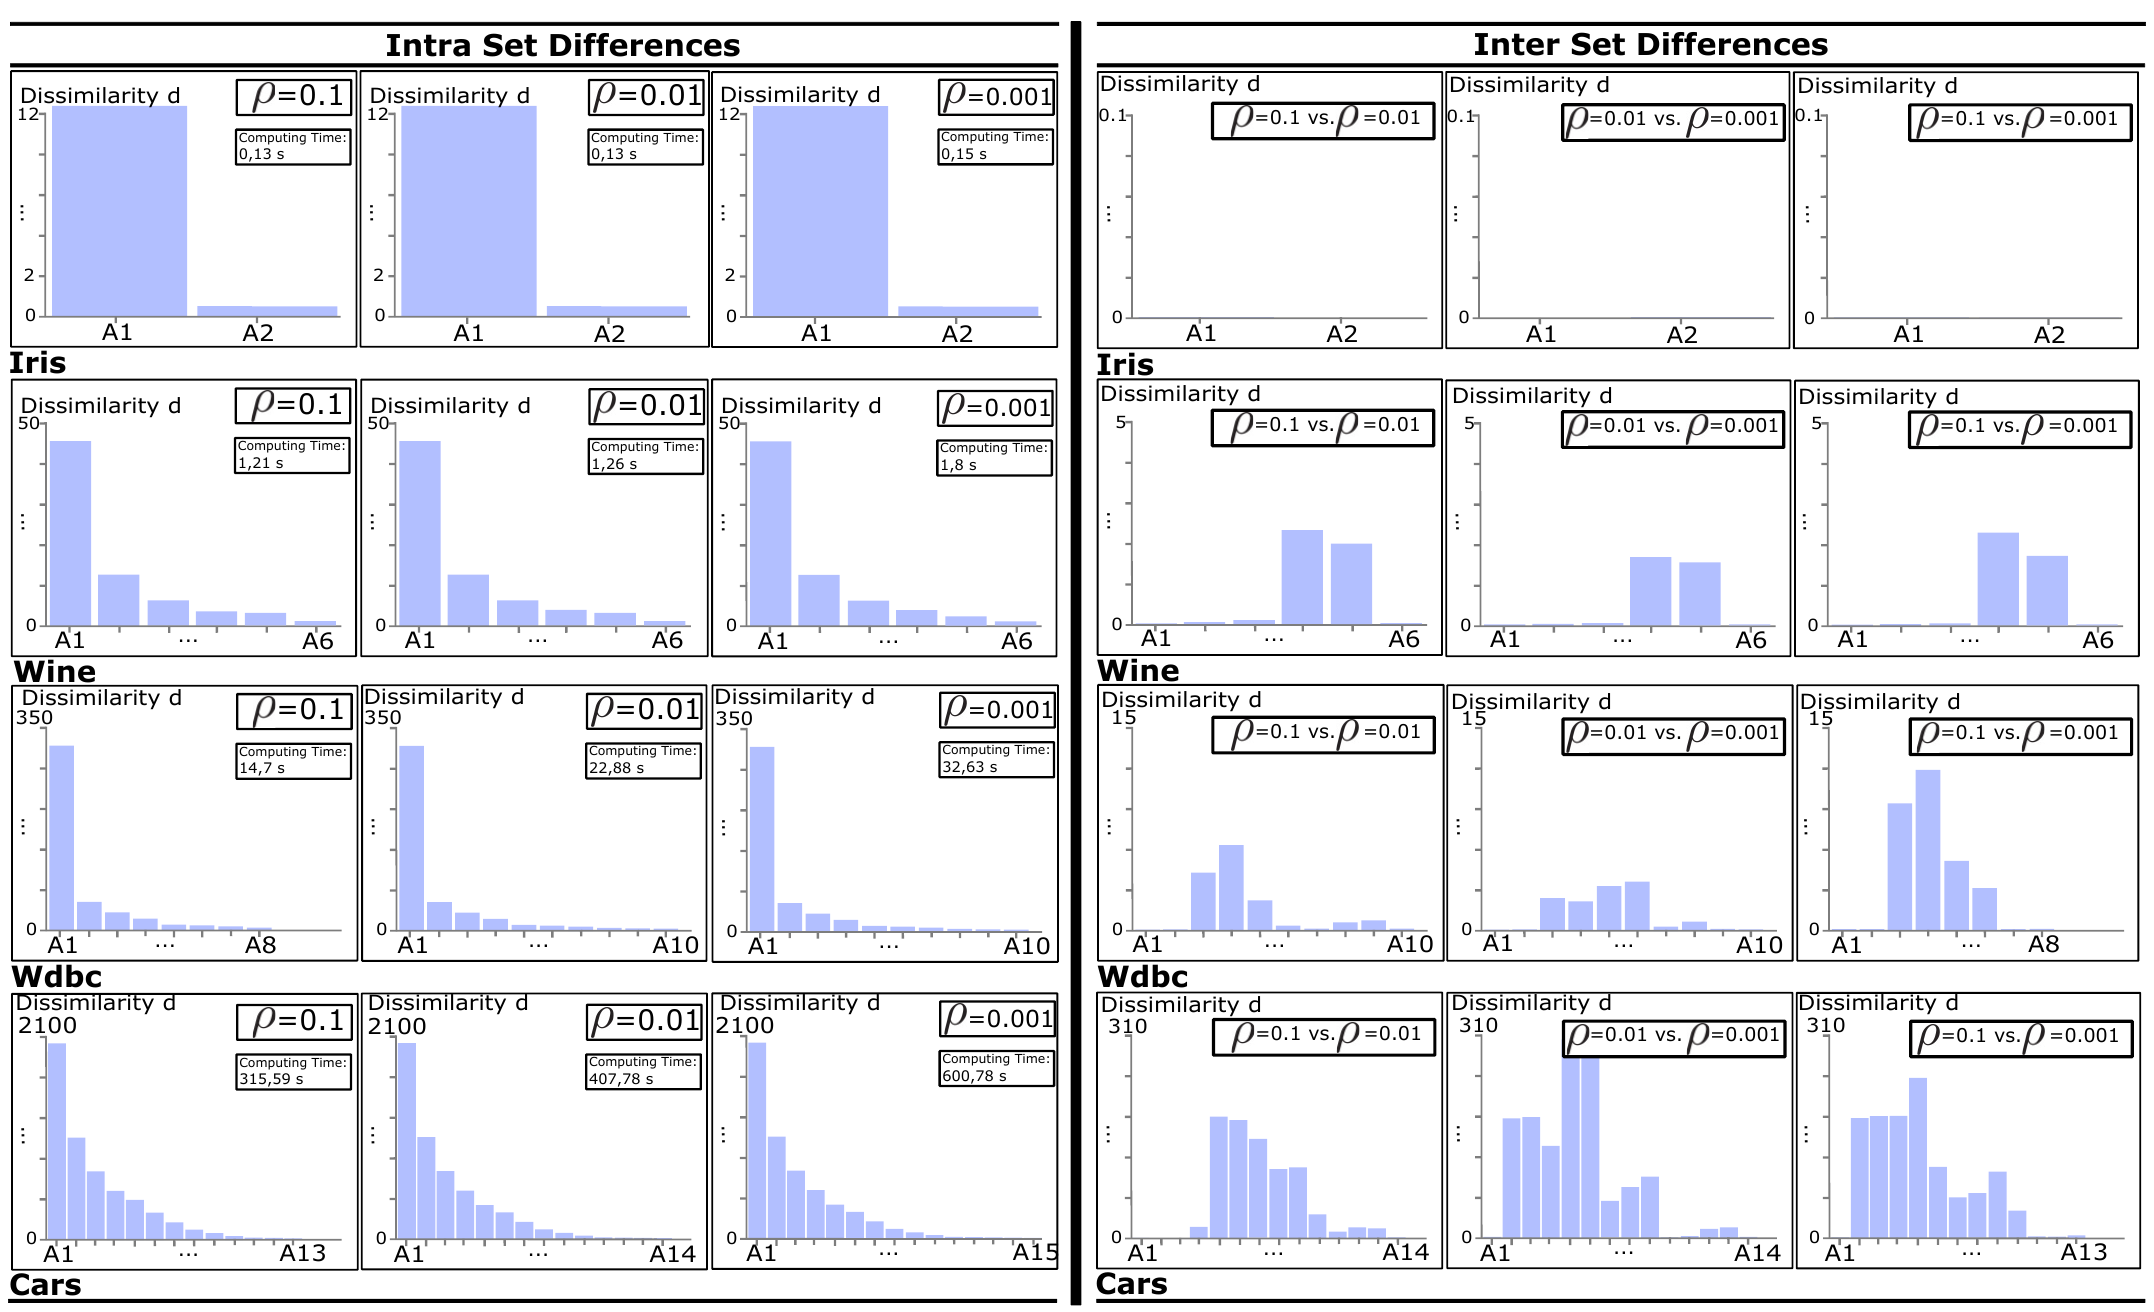 Intra Set Differences
Inter Set Differences
Dissimilarity d
ρ=0.1
12
Computing Time:
0,13 s
...
2
0
A1 A2
Dissimilarity d
ρ=0.01
12
Computing Time:
0,13 s
...
2
0
A1 A2
Dissimilarity d
ρ=0.001
12
Computing Time:
0,15 s
...
2
0
A1 A2
Iris
Dissimilarity d
0.1
ρ=0.1 vs. ρ=0.01
...
0
A1 A2
Dissimilarity d
0.1
ρ=0.01 vs. ρ=0.001
...
0
A1 A2
Dissimilarity d
0.1
ρ=0.1 vs. ρ=0.001
...
0
A1 A2
Iris
Dissimilarity d
ρ=0.1
50
Computing Time:
1,21 s
...
0
A1 ... A6
Dissimilarity d
ρ=0.01
50
Computing Time:
1,26 s
...
0
A1 ... A6
Dissimilarity d
ρ=0.001
50
Computing Time:
1,8 s
...
0
A1 ... A6
Wine
Dissimilarity d
5
ρ=0.1 vs. ρ=0.01
...
0
A1 ... A6
Dissimilarity d
5
ρ=0.01 vs. ρ=0.001
...
0
A1 ... A6
Dissimilarity d
5
ρ=0.1 vs. ρ=0.001
...
0
A1 ... A6
Wine
Dissimilarity d
350
ρ=0.1
Computing Time:
14,7 s
...
0
A1 ... A8
Dissimilarity d
350
ρ=0.01
Computing Time:
22,88 s
...
0
A1 ... A10
Dissimilarity d
350
ρ=0.001
Computing Time:
32,63 s
...
0
A1 ... A10
Wdbc
Dissimilarity d
15
ρ=0.1 vs. ρ=0.01
...
0
A1 ... A10
Dissimilarity d
15
ρ=0.01 vs. ρ=0.001
...
0
A1 ... A10
Dissimilarity d
15
ρ=0.1 vs. ρ=0.001
...
0
A1 ... A8
Wdbc
Dissimilarity d
2100
ρ=0.1
Computing Time:
315,59 s
...
0
A1 ... A13
Dissimilarity d
2100
ρ=0.01
Computing Time:
407,78 s
...
0
A1 ... A14
Dissimilarity d
2100
ρ=0.001
Computing Time:
600,78 s
...
0
A1 ... A15
Cars
Dissimilarity d
310
ρ=0.1 vs. ρ=0.01
...
0
A1 ... A14
Dissimilarity d
310
ρ=0.01 vs. ρ=0.001
...
0
A1 ... A14
Dissimilarity d
310
ρ=0.1 vs. ρ=0.001
...
0
A1 ... A13
Cars